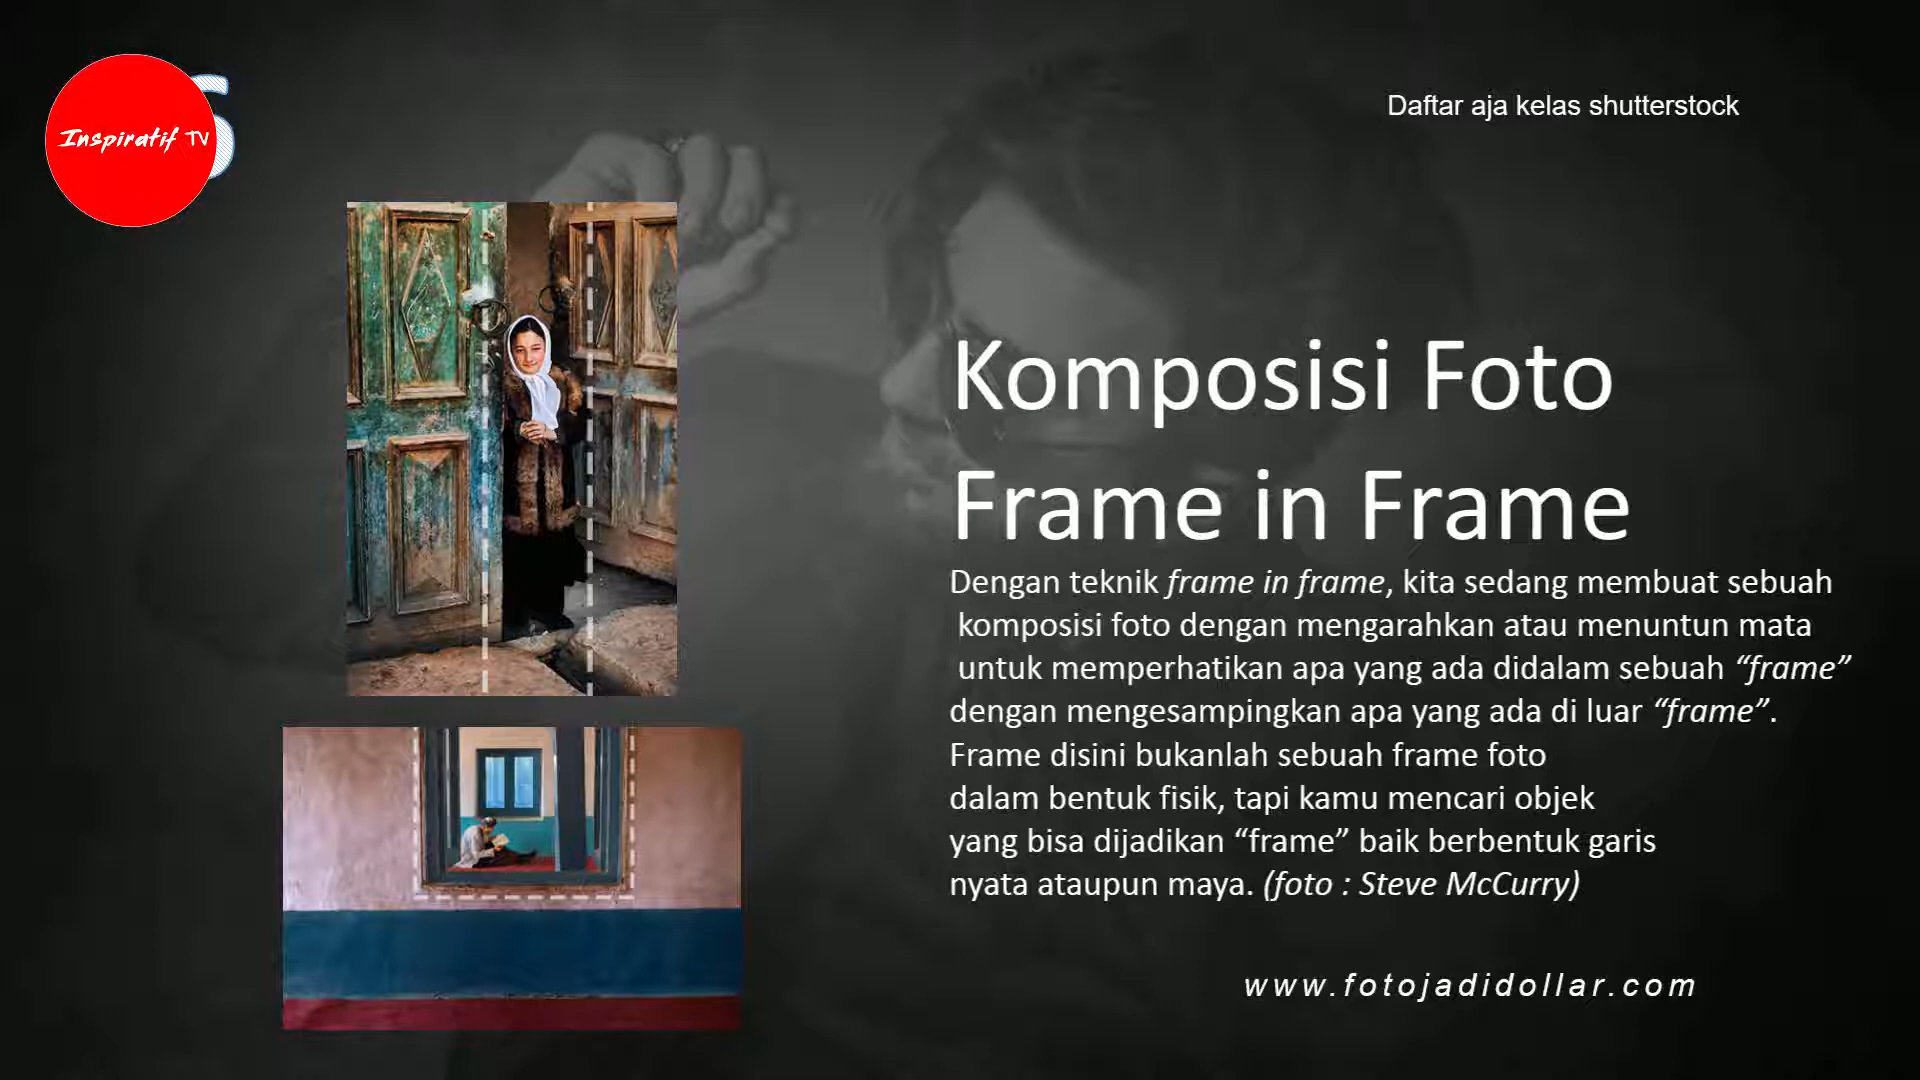 Inspiratif TV
Daftar aja kelas shutterstock
Komposisi Foto
Frame in Frame
Dengan teknik frame in frame, kita sedang membuat sebuah
komposisi foto dengan mengarahkan atau menuntun mata
untuk memperhatikan apa yang ada didalam sebuah “frame”
dengan mengesampingkan apa yang ada di luar “frame”.
Frame disini bukanlah sebuah frame foto
dalam bentuk fisik, tapi kamu mencari objek
yang bisa dijadikan “frame” baik berbentuk garis
nyata ataupun maya. (foto : Steve McCurry)
www.fotojadidollar.com